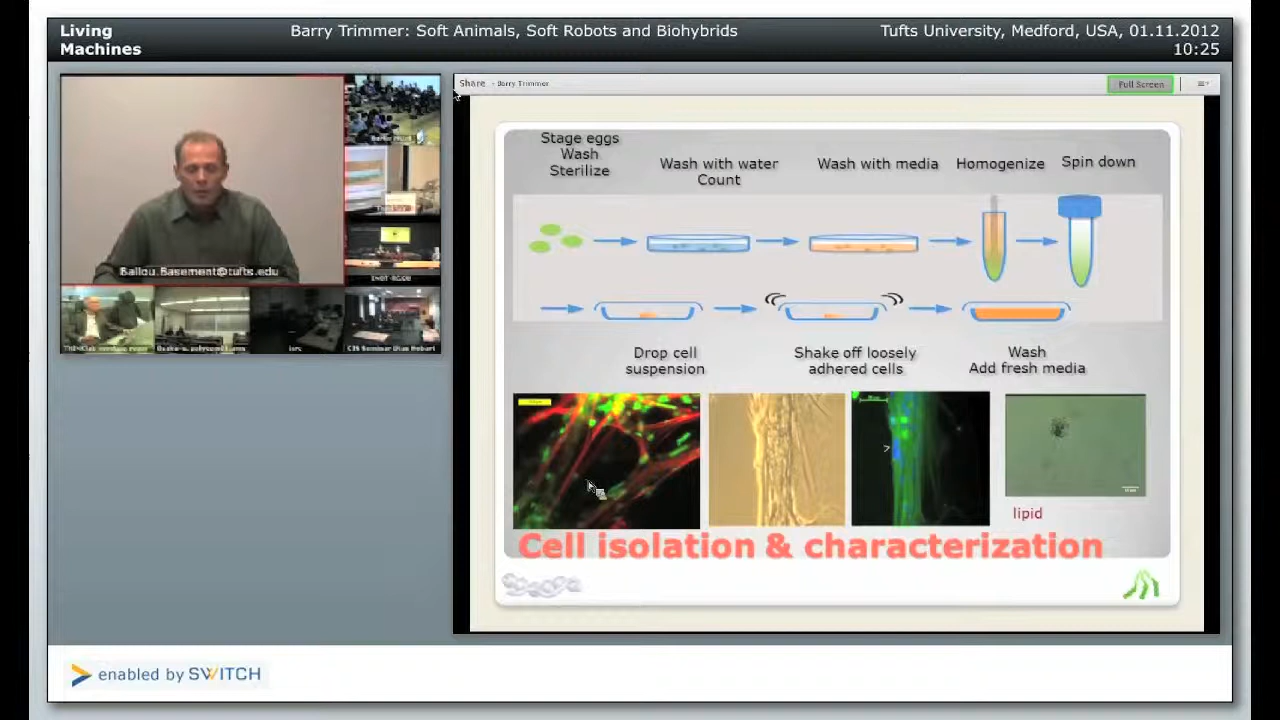 Living
Machines
Barry Trimmer: Soft Animals, Soft Robots and Biohybrids
Tufts University, Medford, USA, 01.11.2012
10:25
Share - Barry Trimmer
Full Screen
Ballou.Basement@tufts.edu
Stage eggs
Wash
Sterilize
Wash with water
Count
Wash with media
Homogenize
Spin down
Drop cell
suspension
Shake off loosely
adhered cells
Wash
Add fresh media
lipid
Cell isolation & characterization
enabled by SWITCH